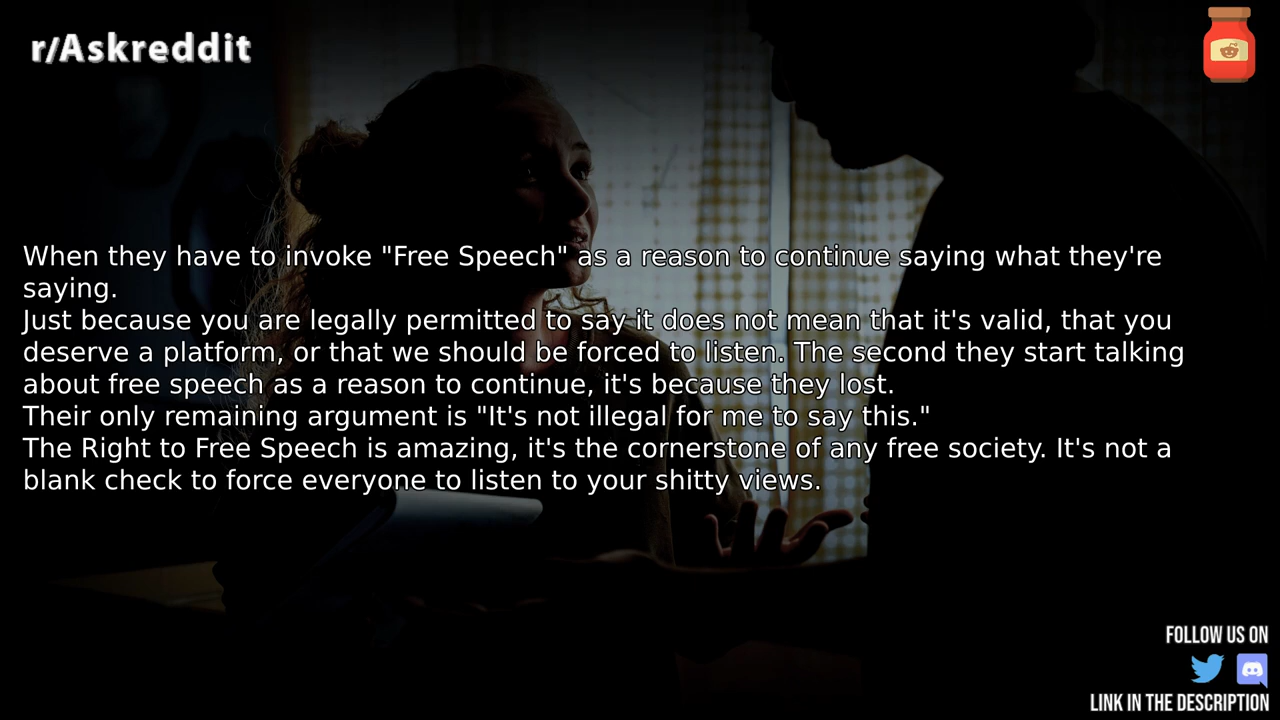 r/Askreddit
When they have to invoke "Free Speech" as a reason to continue saying what they're
saying.
Just because you are legally permitted to say it does not mean that it's valid, that you
deserve a platform, or that we should be forced to listen. The second they start talking
about free speech as a reason to continue, it's because they lost.
Their only remaining argument is "It's not illegal for me to say this."
The Right to Free Speech is amazing, it's the cornerstone of any free society. It's not a
blank check to force everyone to listen to your shitty views.
FOLLOW US ON
LINK IN THE DESCRIPTION